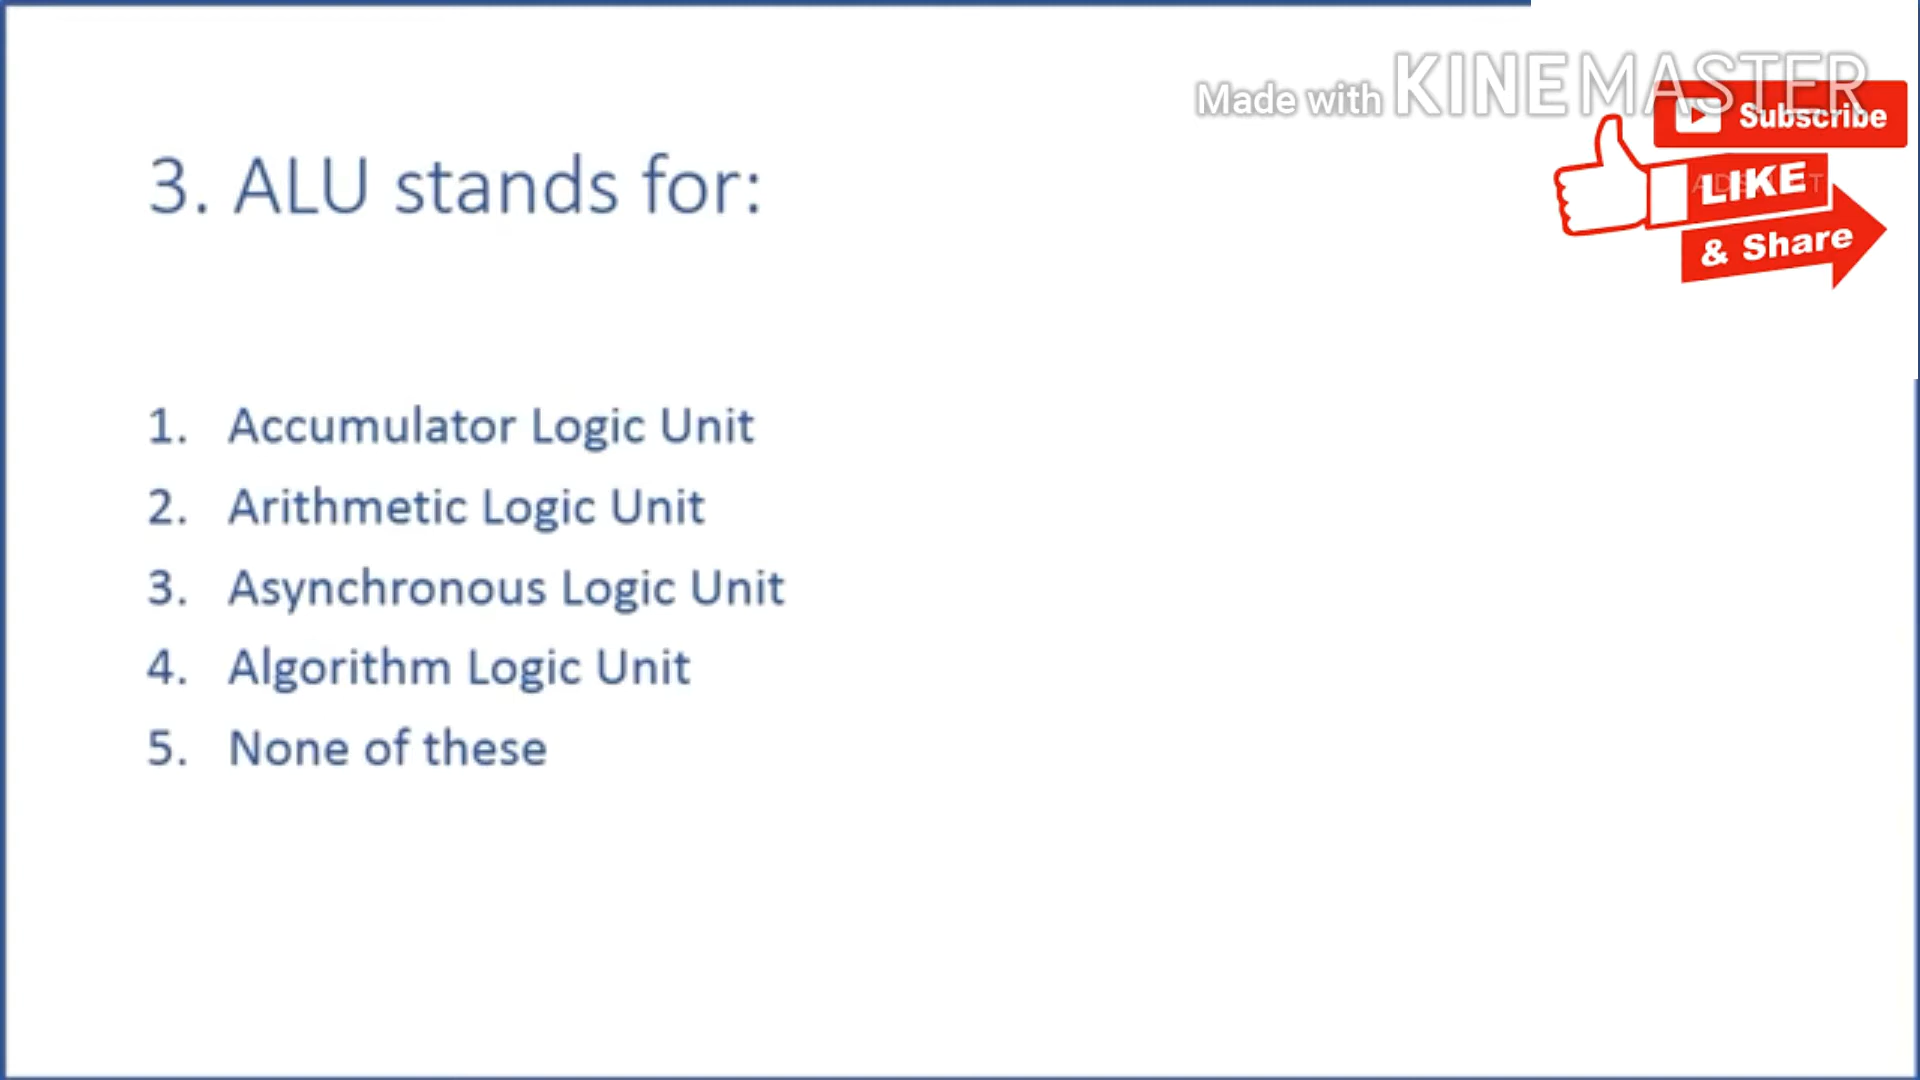 Made with KINEMASTER
Subscribe
LIKE
& Share
3. ALU stands for:
1. Accumulator Logic Unit
2. Arithmetic Logic Unit
3. Asynchronous Logic Unit
4. Algorithm Logic Unit
5. None of these